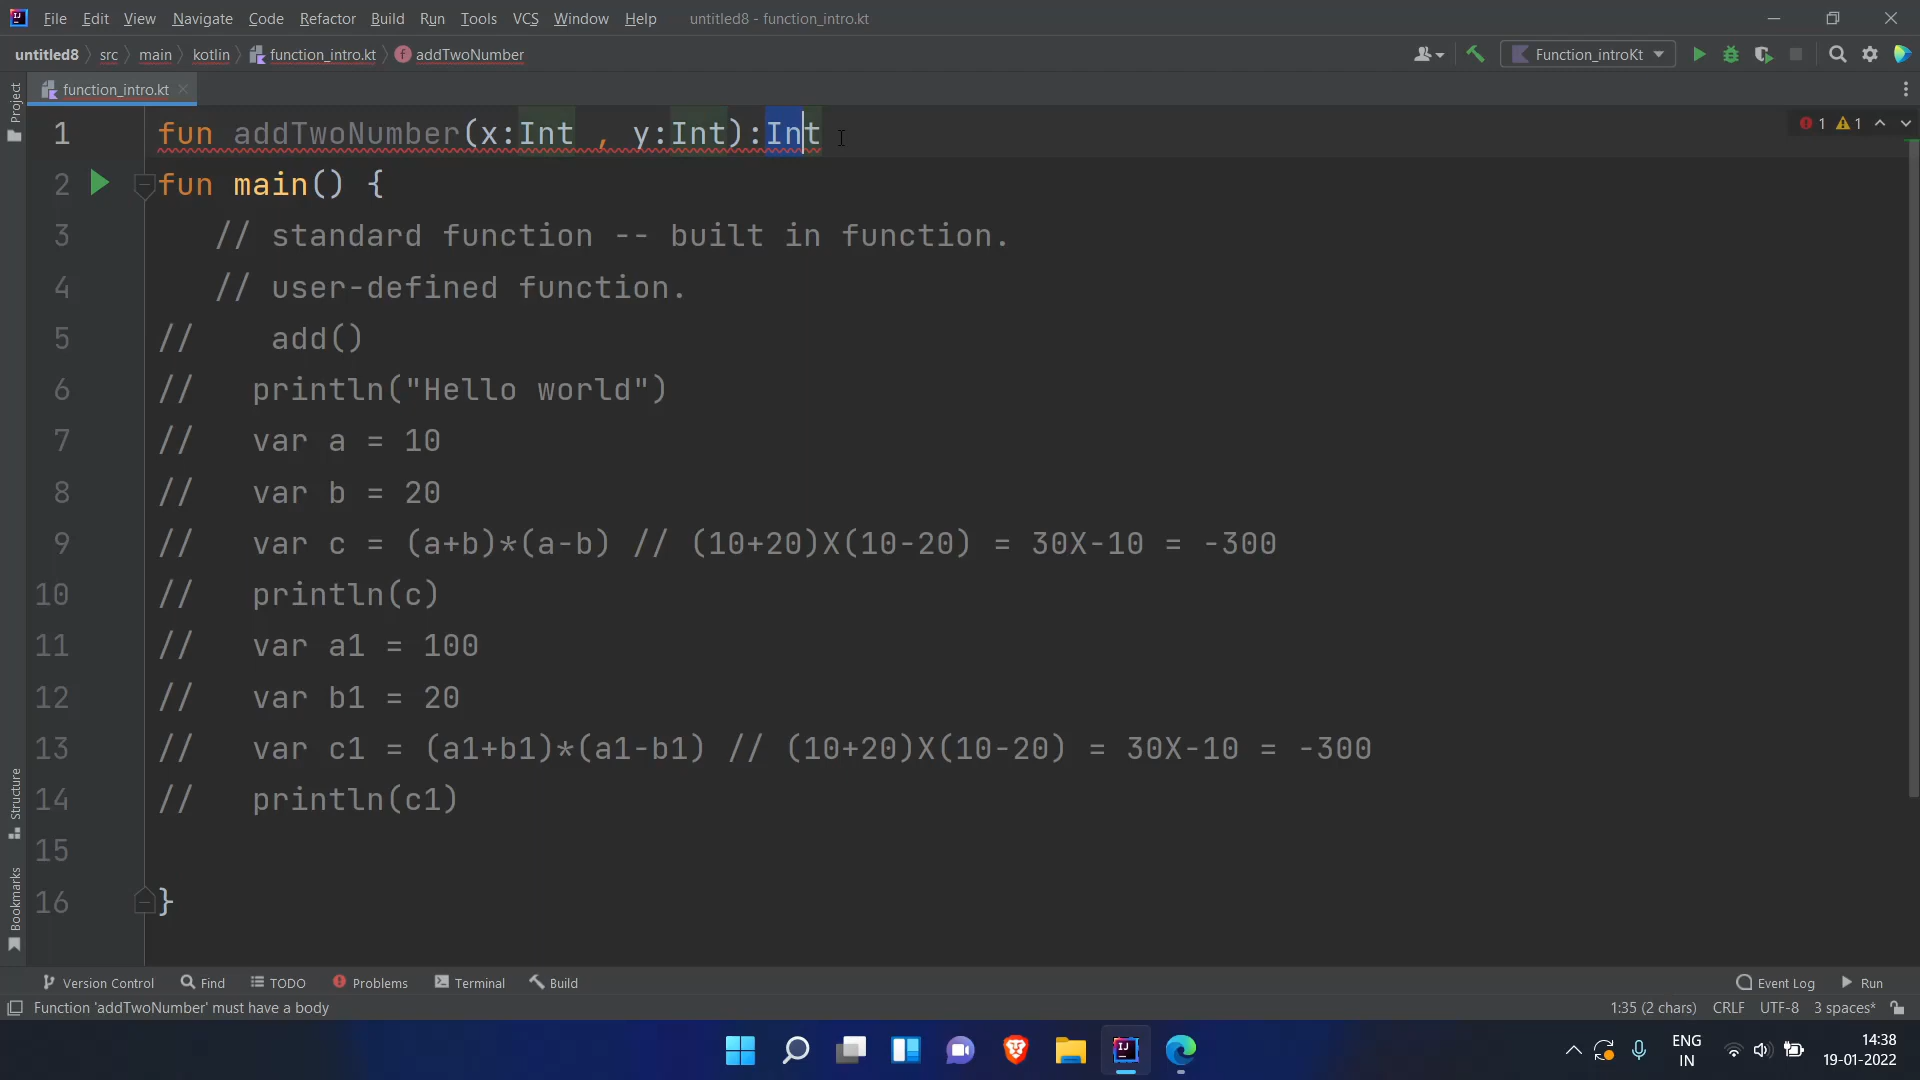 File Edit View Navigate Code Refactor Build Run Tools VCS Window Help untitled8 - function_intro.kt
untitled8 src main kotlin function_intro.kt addTwoNumber Function_introKt
Project
function_intro.kt
1 fun addTwoNumber(x:Int , y:Int):Int 1 1
2 fun main() {
3 // standard function -- built in function.
4 // user-defined function.
5 // add()
6 // println("Hello world")
7 // var a = 10
8 // var b = 20
9 // var c = (a+b)*(a-b) // (10+20)X(10-20) = 30X-10 = -300
10 // println(c)
11 // var a1 = 100
12 // var b1 = 20
13 // var c1 = (a1+b1)*(a1-b1) // (10+20)X(10-20) = 30X-10 = -300
14 // println(c1)
15
16 }
Structure
Bookmarks
Version Control Find TODO Problems Terminal Build Event Log Run
Function 'addTwoNumber' must have a body 1:35 (2 chars) CRLF UTF-8 3 spaces*
ENG 14:38
IN 19-01-2022